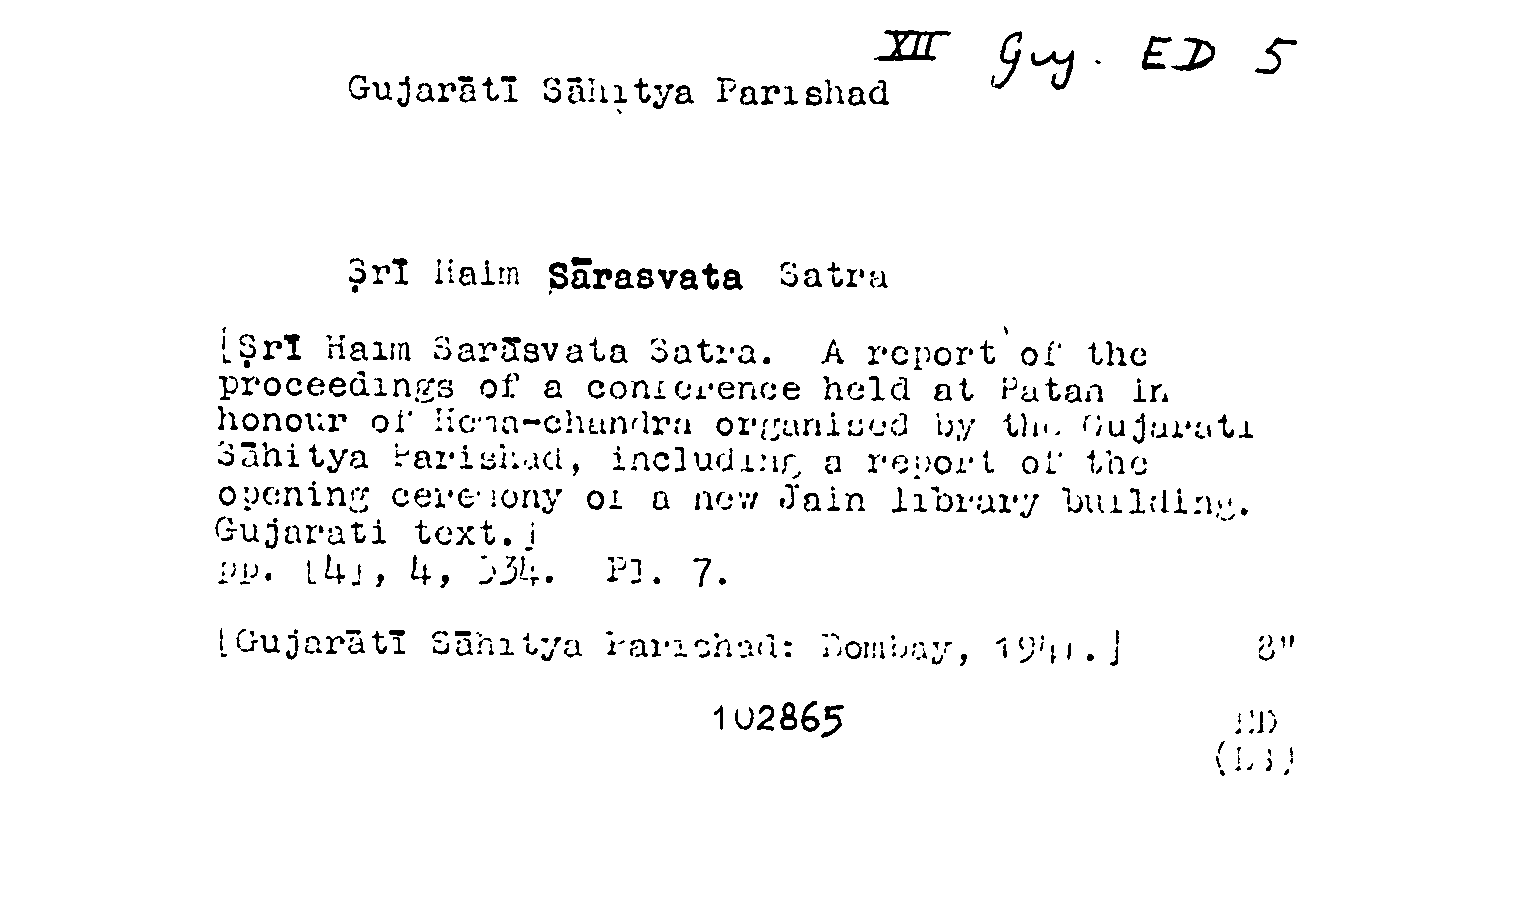 XII Guj. ED 5
Gujarātī Sāhitya Parishad
Ṣrī Haim Sārasvata Satra
[Ṣrī Haim Sarāsvata Satra. A report of the
proceedings of a conference held at Patan in
honour of Hema-chandra organised by the Gujarati
Sāhitya Parishad, including a report of the
opening ceremony of a new Jain library building.
Gujarati text.]
pp. [4], 4, 334. Pl. 7.
[Gujarātī Sāhitya Parishad: Bombay, 1941.] 8"
102865
ED